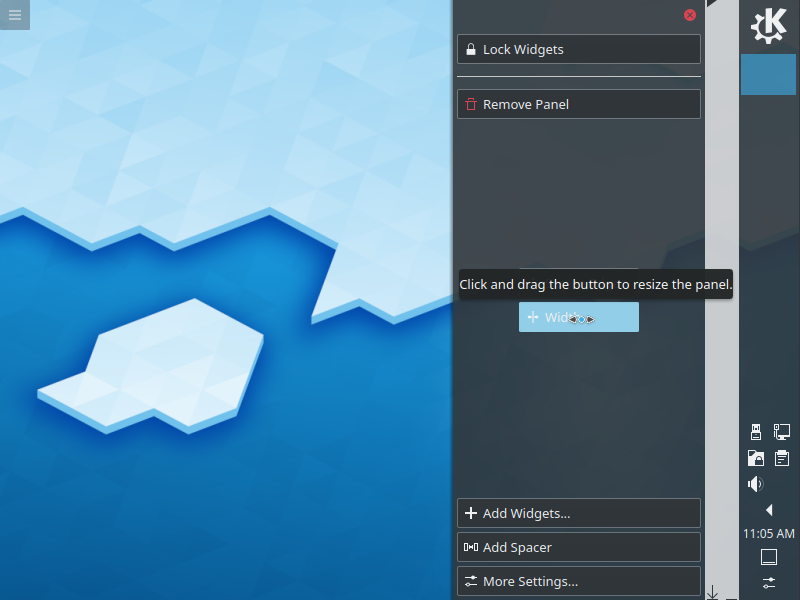 Lock Widgets
Remove Panel
Click and drag the button to resize the panel.
Width
Add Widgets...
Add Spacer
More Settings...
11:05 AM